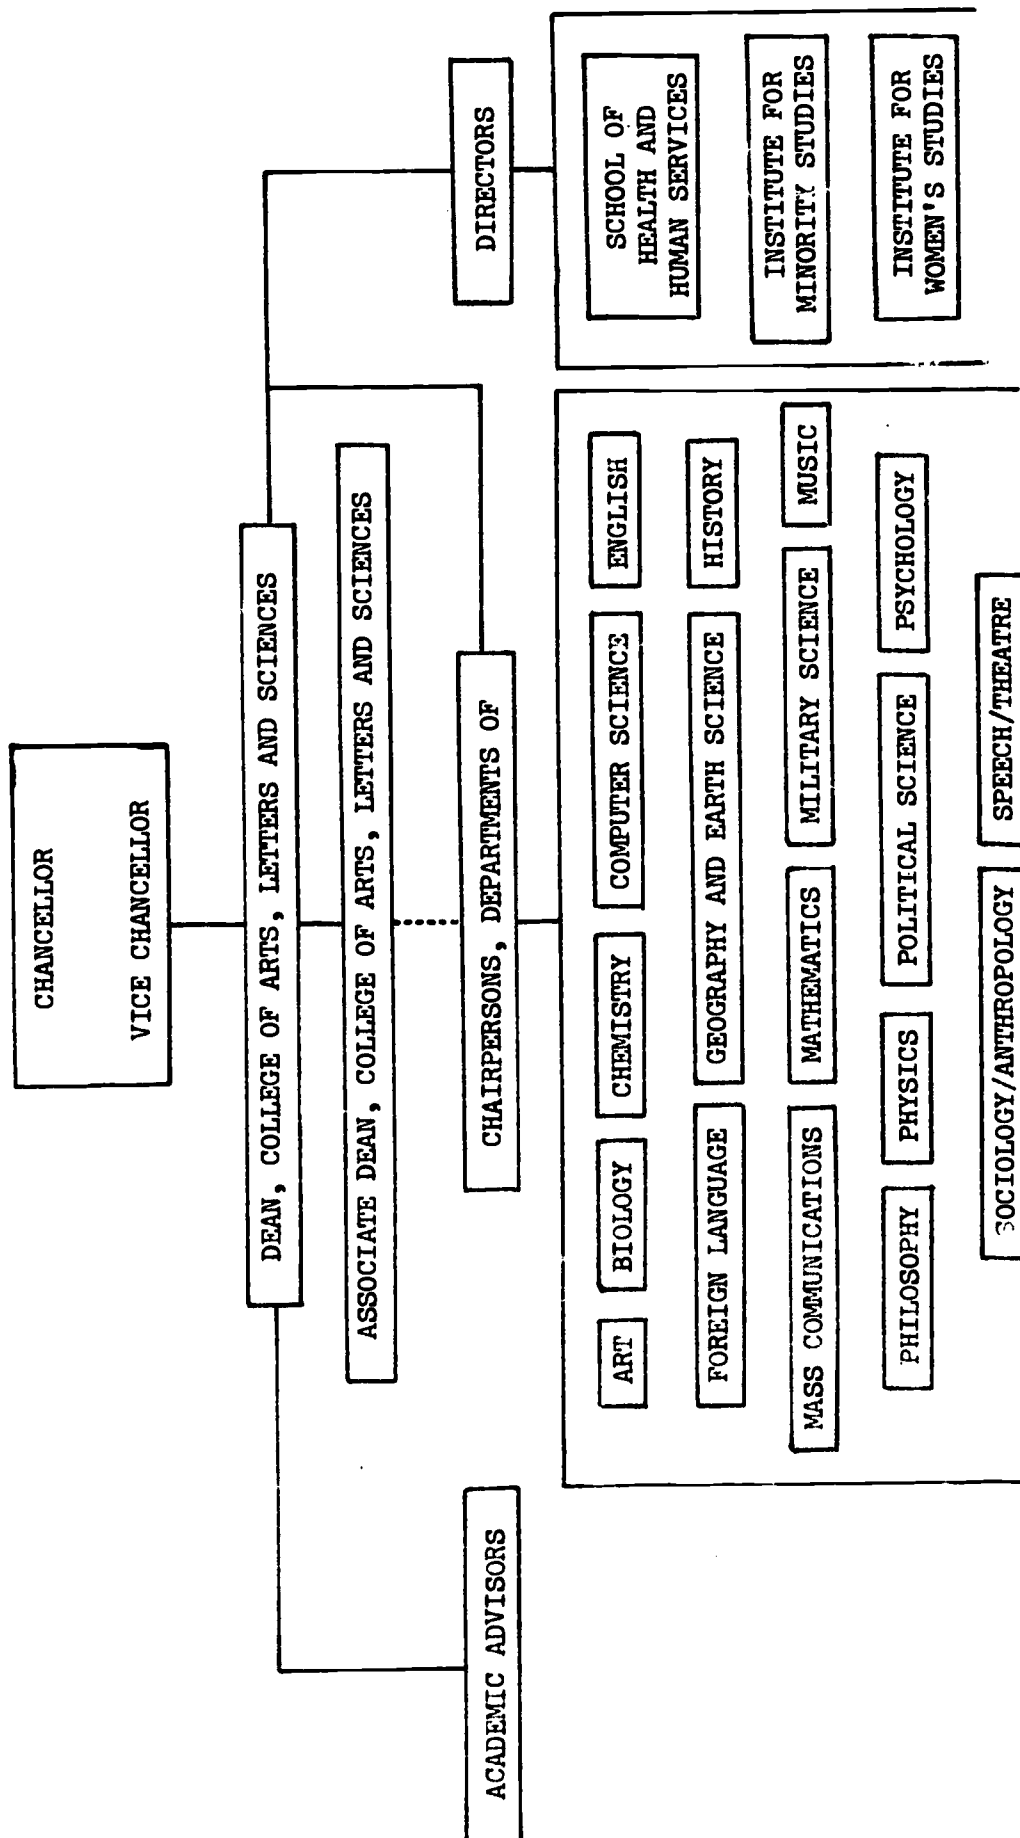 CHANCELLOR
VICE CHANCELLOR
DEAN, COLLEGE OF ARTS, LETTERS AND SCIENCES
ASSOCIATE DEAN, COLLEGE OF ARTS, LETTERS AND SCIENCES
ACADEMIC ADVISORS
CHAIRPERSONS, DEPARTMENTS OF
DIRECTORS
ART
BIOLOGY
CHEMISTRY
COMPUTER SCIENCE
ENGLISH
FOREIGN LANGUAGE
GEOGRAPHY AND EARTH SCIENCE
HISTORY
MASS COMMUNICATIONS
MATHEMATICS
MILITARY SCIENCE
MUSIC
PHILOSOPHY
PHYSICS
POLITICAL SCIENCE
PSYCHOLOGY
SOCIOLOGY/ANTHROPOLOGY
SPEECH/THEATRE
SCHOOL OF
HEALTH AND
HUMAN SERVICES
INSTITUTE FOR
MINORITY STUDIES
INSTITUTE FOR
WOMEN'S STUDIES